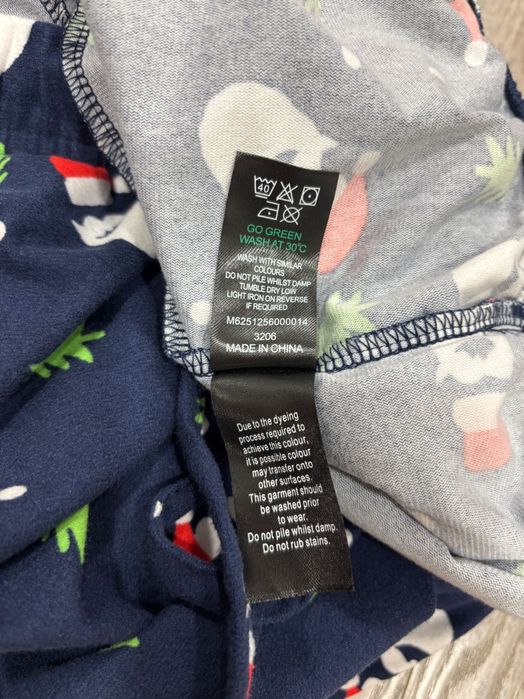 40
GO GREEN
WASH AT 30°C
WASH WITH SIMILAR
COLOURS
DO NOT PILE WHILST DAMP
TUMBLE DRY LOW
LIGHT IRON ON REVERSE
IF REQUIRED
M6251256000014
3206
MADE IN CHINA
Due to the dyeing
process required to
achieve this colour,
it is possible colour
may transfer onto
other surfaces.
This garment should
be washed prior
to wear.
Do not pile whilst damp.
Do not rub stains.